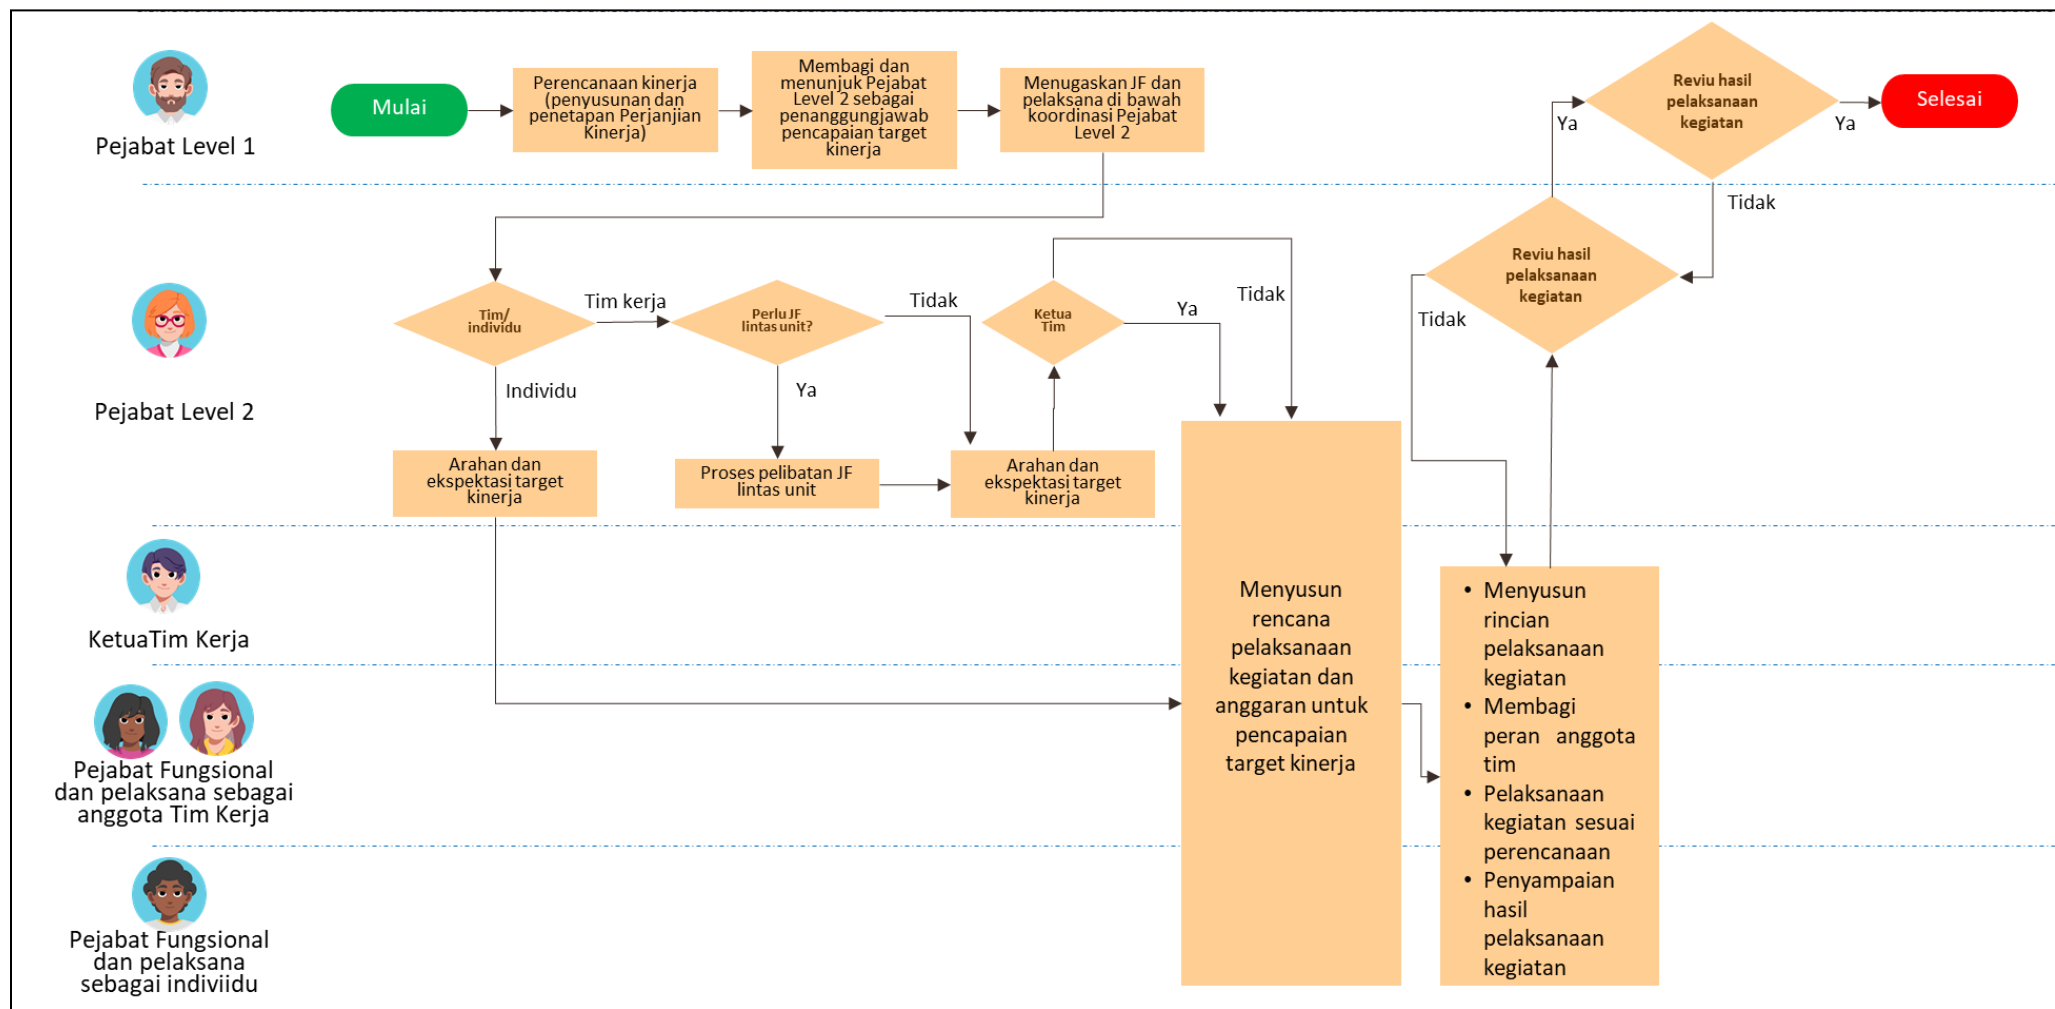 Pejabat Level 1
Mulai
Perencanaan kinerja
(penyusunan dan
penetapan Perjanjian
Kinerja)
Membagi dan
menunjuk Pejabat
Level 2 sebagai
penanggungjawab
pencapaian target
kinerja
Menugaskan JF dan
pelaksana di bawah
koordinasi Pejabat
Level 2
Reviu hasil
pelaksanaan
kegiatan
Ya
Ya
Selesai
Tidak
Pejabat Level 2
Tim/
individu
Tim kerja
Individu
Perlu JF
lintas unit?
Tidak
Ya
Ketua
Tim
Ya
Tidak
Reviu hasil
pelaksanaan
kegiatan
Tidak
Arahan dan
ekspektasi target
kinerja
Proses pelibatan JF
lintas unit
Arahan dan
ekspektasi target
kinerja
KetuaTim Kerja
Pejabat Fungsional
dan pelaksana sebagai
anggota Tim Kerja
Pejabat Fungsional
dan pelaksana
sebagai indiviidu
Menyusun
rencana
pelaksanaan
kegiatan dan
anggaran untuk
pencapaian
target kinerja
• Menyusun
rincian
pelaksanaan
kegiatan
• Membagi
peran anggota
tim
• Pelaksanaan
kegiatan sesuai
perencanaan
• Penyampaian
hasil
pelaksanaan
kegiatan